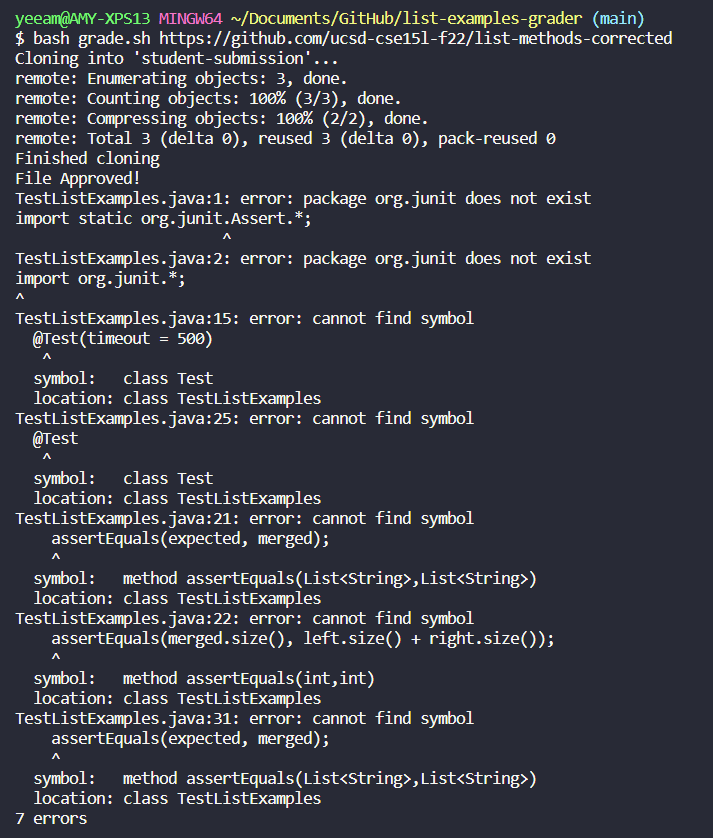 yeeam@AMY-XPS13 MINGW64 ~/Documents/GitHub/list-examples-grader (main)
$ bash grade.sh https://github.com/ucsd-cse15l-f22/list-methods-corrected
Cloning into 'student-submission'...
remote: Enumerating objects: 3, done.
remote: Counting objects: 100% (3/3), done.
remote: Compressing objects: 100% (2/2), done.
remote: Total 3 (delta 0), reused 3 (delta 0), pack-reused 0
Finished cloning
File Approved!
TestListExamples.java:1: error: package org.junit does not exist
import static org.junit.Assert.*;
                       ^
TestListExamples.java:2: error: package org.junit does not exist
import org.junit.*;
^
TestListExamples.java:15: error: cannot find symbol
  @Test(timeout = 500)
   ^
  symbol:   class Test
  location: class TestListExamples
TestListExamples.java:25: error: cannot find symbol
  @Test
   ^
  symbol:   class Test
  location: class TestListExamples
TestListExamples.java:21: error: cannot find symbol
    assertEquals(expected, merged);
    ^
  symbol:   method assertEquals(List<String>,List<String>)
  location: class TestListExamples
TestListExamples.java:22: error: cannot find symbol
    assertEquals(merged.size(), left.size() + right.size());
    ^
  symbol:   method assertEquals(int,int)
  location: class TestListExamples
TestListExamples.java:31: error: cannot find symbol
    assertEquals(expected, merged);
    ^
  symbol:   method assertEquals(List<String>,List<String>)
  location: class TestListExamples
7 errors